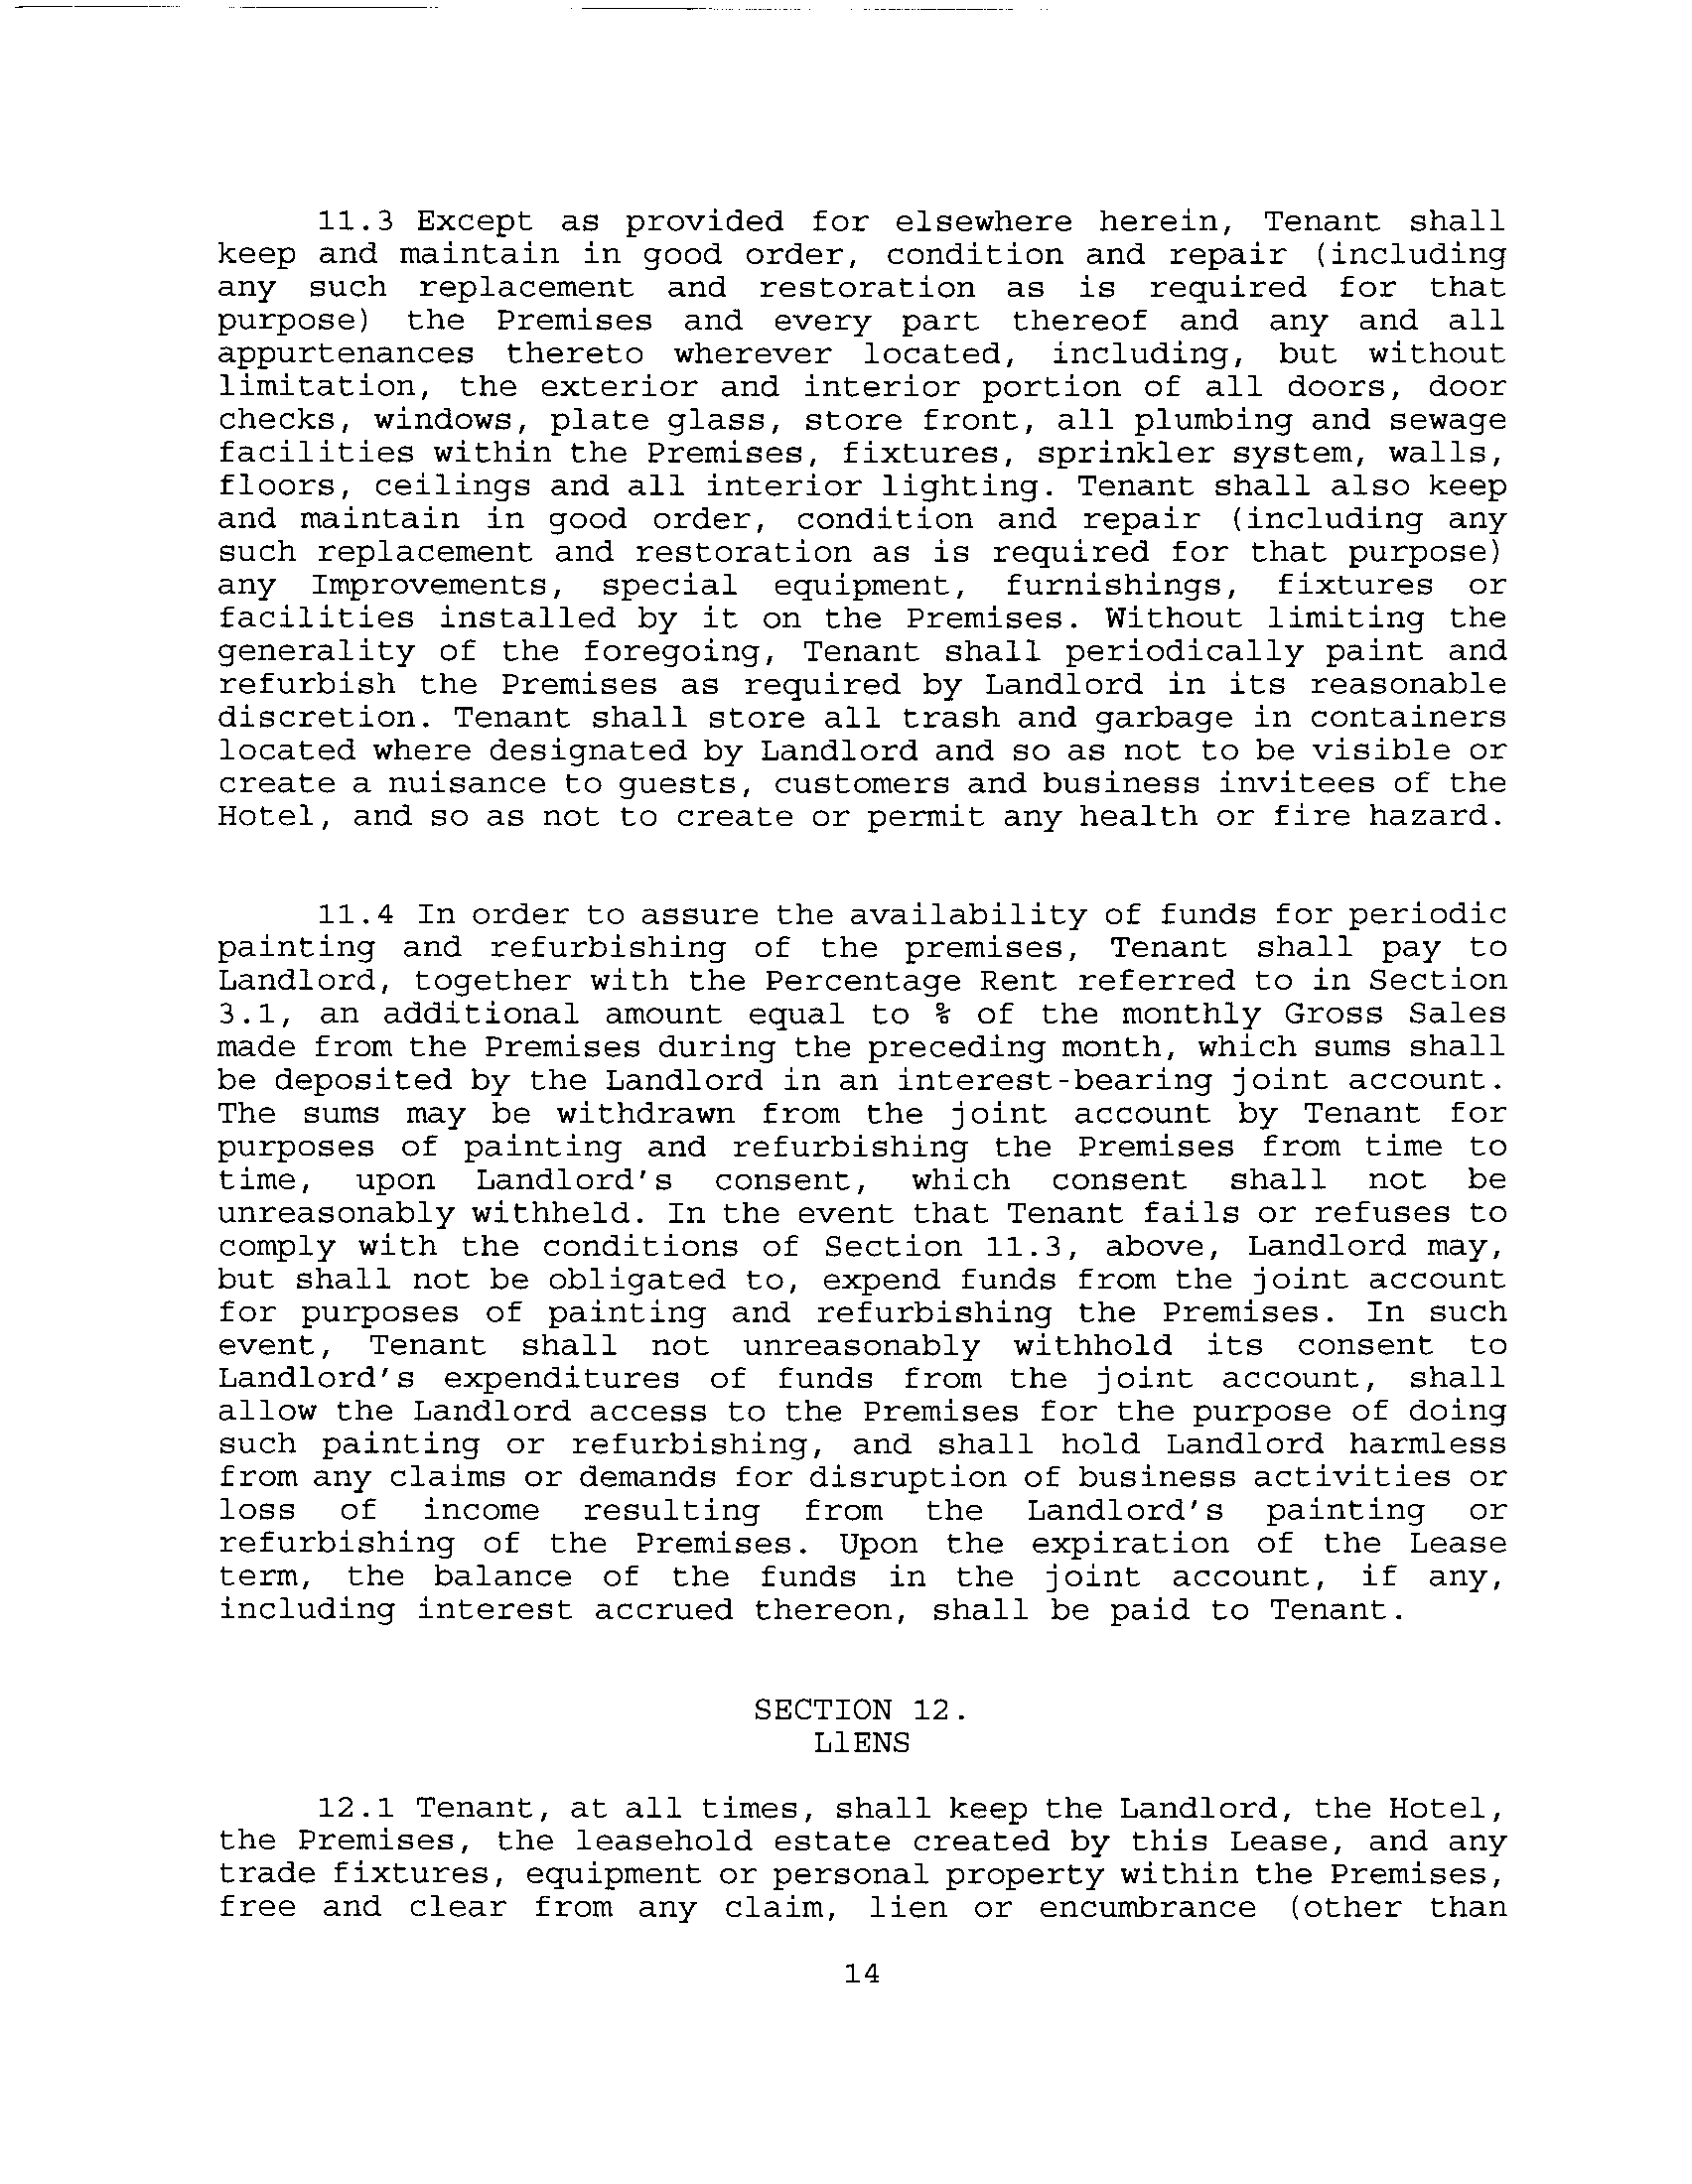 11.3 Except as provided for elsewhere herein, Tenant shall
keep and maintain in good order, condition and repair (including
any such replacement and restoration as is required for that
purpose) the Premises and every part thereof and any and all
appurtenances thereto wherever located, including, but without
limitation, the exterior and interior portion of all doors, door
checks, windows, plate glass, store front, all plumbing and sewage
facilities within the Premises, fixtures, sprinkler system, walls,
floors, ceilings and all interior lighting. Tenant shall also keep
and maintain in good order, condition and repair (including any
such replacement and restoration as is required for that purpose)
any Improvements, special equipment, furnishings, fixtures or
facilities installed by it on the Premises. Without limiting the
generality of the foregoing, Tenant shall periodically paint and
refurbish the Premises as required by Landlord in its reasonable
discretion. Tenant shall store all trash and garbage in containers
located where designated by Landlord and so as not to be visible or
create a nuisance to guests, customers and business invitees of the
Hotel, and so as not to create or permit any health or fire hazard.
11.4 In order to assure the availability of funds for periodic
painting and refurbishing of the premises, Tenant shall pay to
Landlord, together with the Percentage Rent referred to in Section
3.1, an additional amount equal to % of the monthly Gross Sales
made from the Premises during the preceding month, which sums shall
be deposited by the Landlord in an interest-bearing joint account.
The sums may be withdrawn from the joint account by Tenant for
purposes of painting and refurbishing the Premises from time to
time, upon Landlord's consent, which consent shall not be
unreasonably withheld. In the event that Tenant fails or refuses to
comply with the conditions of Section 11.3, above, Landlord may,
but shall not be obligated to, expend funds from the joint account
for purposes of painting and refurbishing the Premises. In such
event, Tenant shall not unreasonably withhold its consent to
Landlord's expenditures of funds from the joint account, shall
allow the Landlord access to the Premises for the purpose of doing
such painting or refurbishing, and shall hold Landlord harmless
from any claims or demands for disruption of business activities or
loss of income resulting from the Landlord's painting or
refurbishing of the Premises. Upon the expiration of the Lease
term, the balance of the funds in the joint account, if any,
including interest accrued thereon, shall be paid to Tenant.
SECTION 12.
LlENS
12.1 Tenant, at all times, shall keep the Landlord, the Hotel,
the Premises, the leasehold estate created by this Lease, and any
trade fixtures, equipment or personal property within the Premises,
free and clear from any claim, lien or encumbrance (other than
14